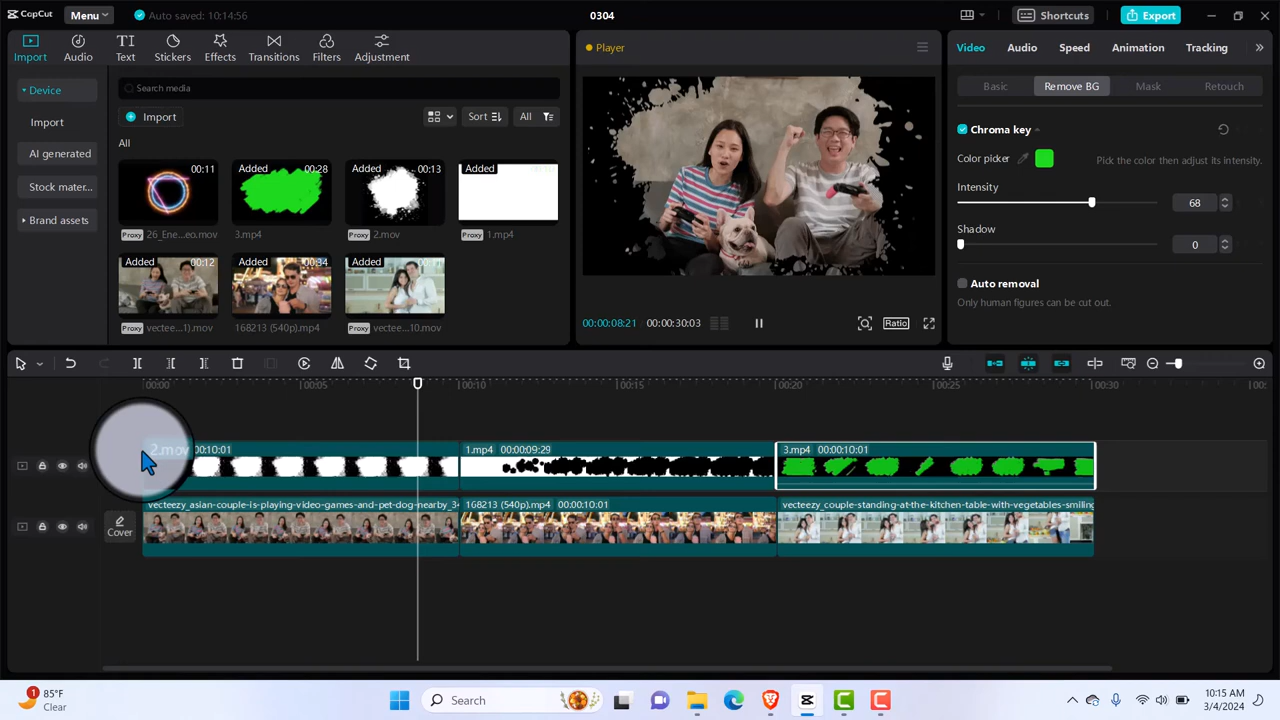 CapCut
Menu
Auto saved: 10:14:56
0304
Shortcuts
Export
Import
Audio
Text
Stickers
Effects
Transitions
Filters
Adjustment
Device
Import
AI generated
Stock mater...
Brand assets
Search media
Import
Sort
All
All
00:11
Added
00:28
Added
00:13
Added
Proxy
26_Ene...eo.mov
3.mp4
Proxy
2.mov
Proxy
1.mp4
Added
00:12
Added
00:34
Added
Proxy
vectee...1).mov
168213 (540p).mp4
Proxy
vectee...10.mov
Player
00:00:08:21
00:00:30:03
Ratio
Video
Audio
Speed
Animation
Tracking
Basic
Remove BG
Mask
Retouch
Chroma key
Color picker
Pick the color then adjust its intensity.
Intensity
68
Shadow
0
Auto removal
Only human figures can be cut out.
00:00
00:05
00:10
00:15
00:20
00:25
00:30
2.mov
00:10:01
1.mp4
00:00:09:29
3.mp4
00:00:10:01
Cover
vecteezy_asian-couple-is-playing-video-games-and-pet-dog-nearby_3
168213 (540p).mp4
00:00:10:01
vecteezy_couple-standing-at-the-kitchen-table-with-vegetables-smiling
1
85°F
Clear
Search
10:15 AM
3/4/2024